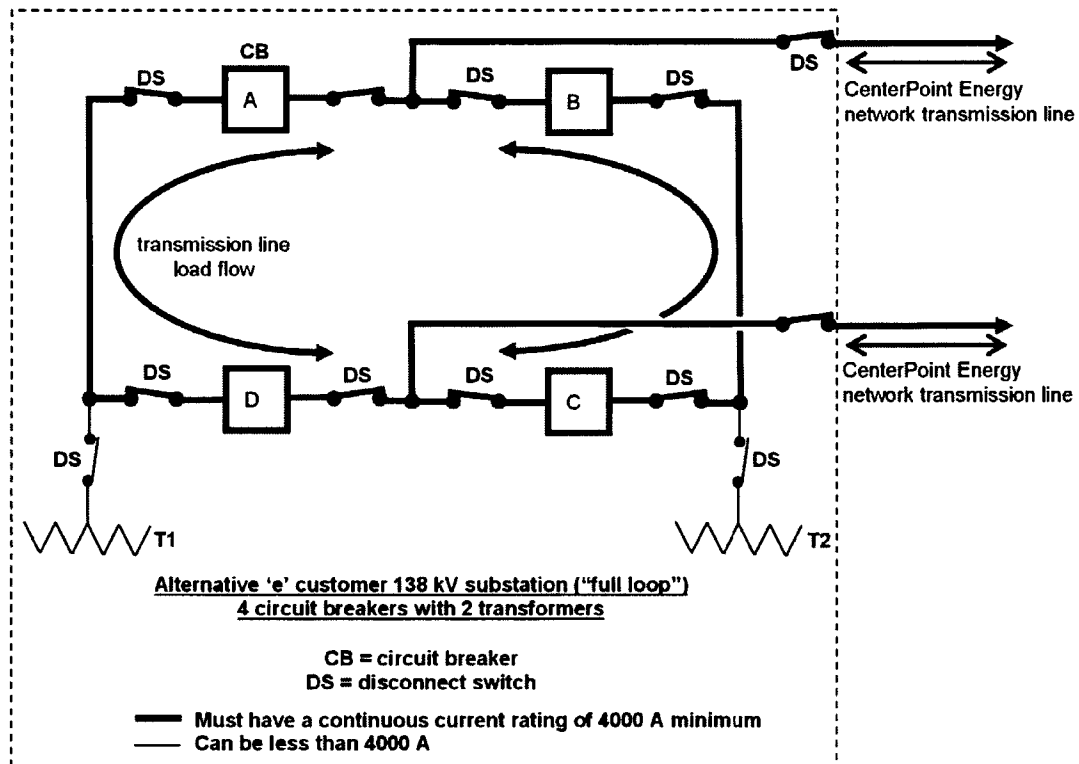 CB
DS
A
DS
B
DS
DS
CenterPoint Energy
network transmission line
transmission line
load flow
DS
D
DS
DS
C
DS
CenterPoint Energy
network transmission line
DS
DS
T1
T2
Alternative ‘e’ customer 138 kV substation (“full loop”)
4 circuit breakers with 2 transformers
CB = circuit breaker
DS = disconnect switch
Must have a continuous current rating of 4000 A minimum
Can be less than 4000 A